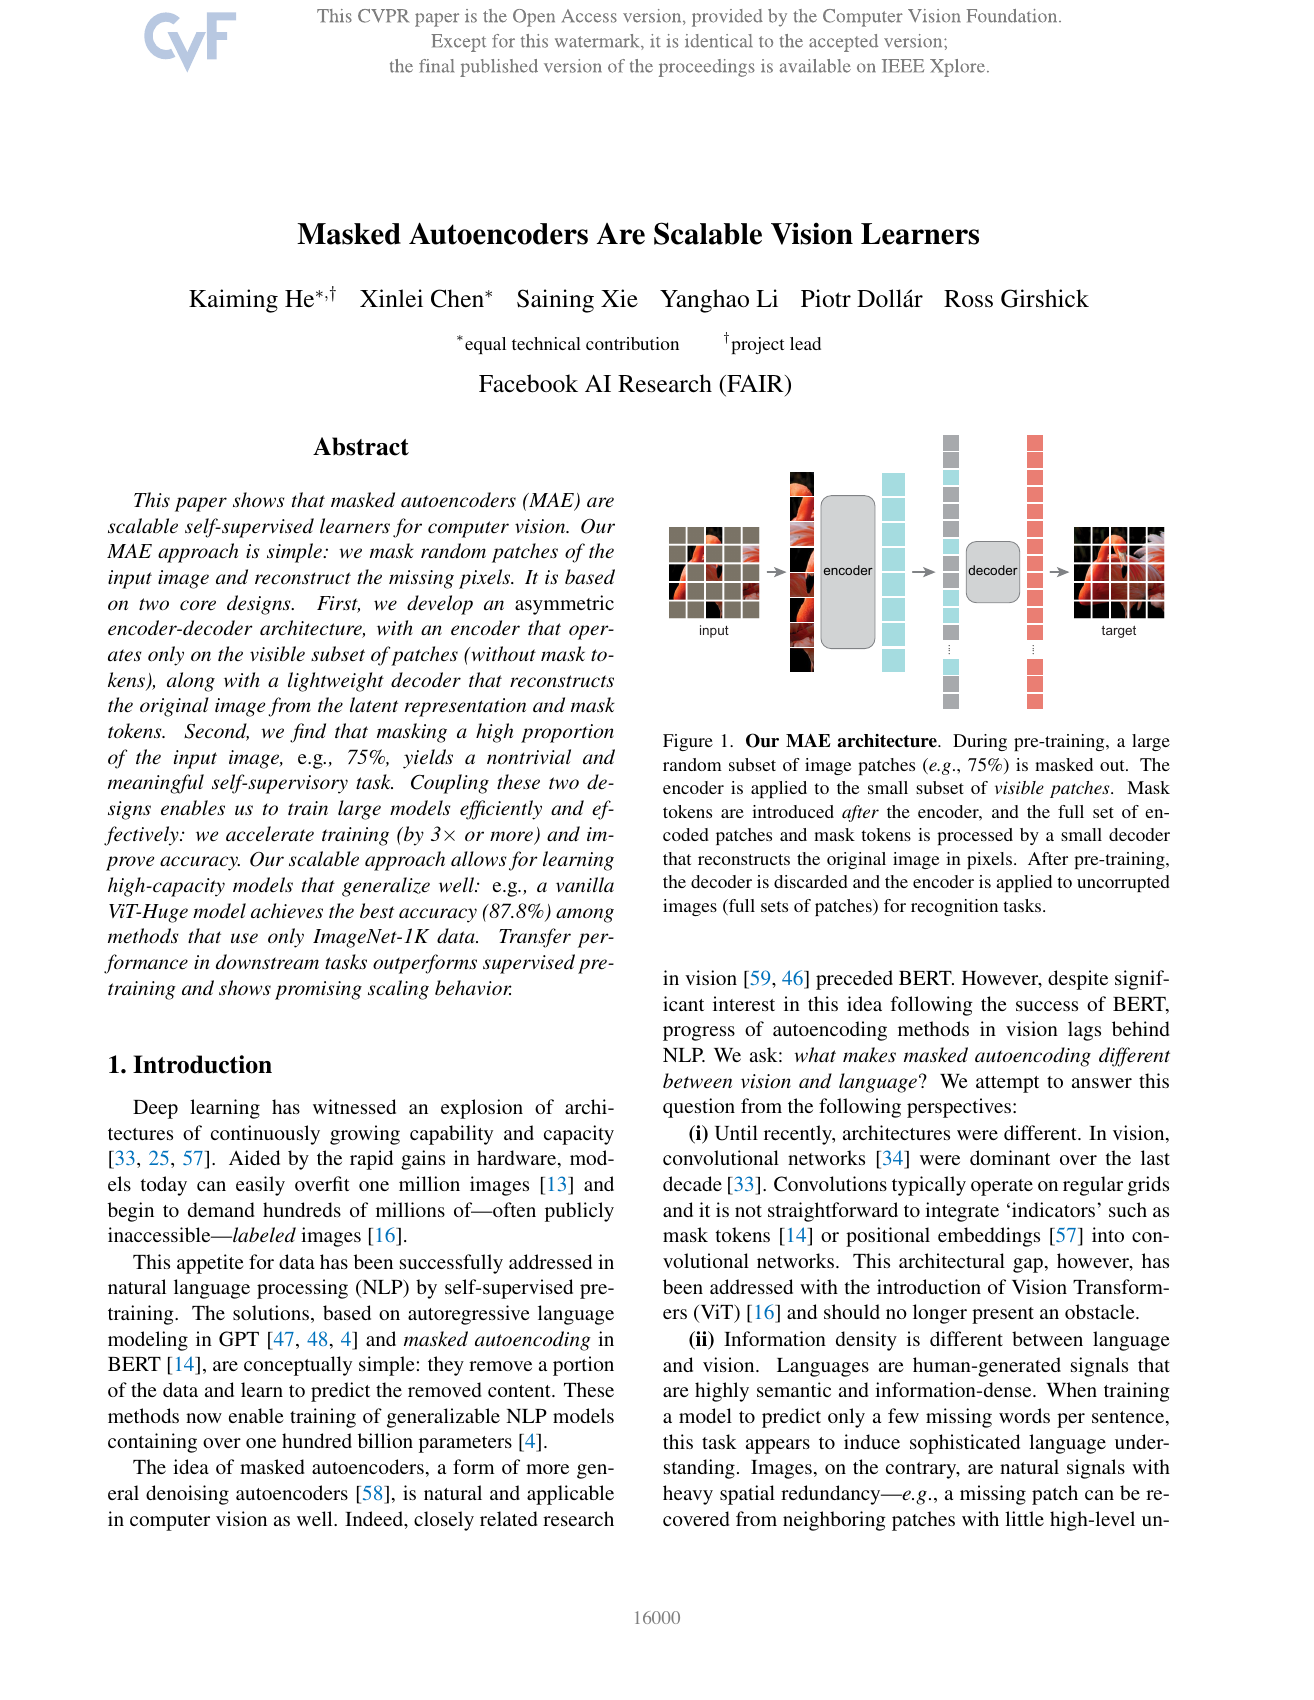 CVF
This CVPR paper is the Open Access version, provided by the Computer Vision Foundation.
Except for this watermark, it is identical to the accepted version;
the final published version of the proceedings is available on IEEE Xplore.
Masked Autoencoders Are Scalable Vision Learners
Kaiming He*,† Xinlei Chen* Saining Xie Yanghao Li Piotr Dollár Ross Girshick
*equal technical contribution †project lead
Facebook AI Research (FAIR)
Abstract
This paper shows that masked autoencoders (MAE) are
scalable self-supervised learners for computer vision. Our
MAE approach is simple: we mask random patches of the
input image and reconstruct the missing pixels. It is based
on two core designs. First, we develop an asymmetric
encoder-decoder architecture, with an encoder that oper-
ates only on the visible subset of patches (without mask to-
kens), along with a lightweight decoder that reconstructs
the original image from the latent representation and mask
tokens. Second, we find that masking a high proportion
of the input image, e.g., 75%, yields a nontrivial and
meaningful self-supervisory task. Coupling these two de-
signs enables us to train large models efficiently and ef-
fectively: we accelerate training (by 3× or more) and im-
prove accuracy. Our scalable approach allows for learning
high-capacity models that generalize well: e.g., a vanilla
ViT-Huge model achieves the best accuracy (87.8%) among
methods that use only ImageNet-1K data. Transfer per-
formance in downstream tasks outperforms supervised pre-
training and shows promising scaling behavior.
1. Introduction
Deep learning has witnessed an explosion of archi-
tectures of continuously growing capability and capacity
[33, 25, 57]. Aided by the rapid gains in hardware, mod-
els today can easily overfit one million images [13] and
begin to demand hundreds of millions of—often publicly
inaccessible—labeled images [16].
This appetite for data has been successfully addressed in
natural language processing (NLP) by self-supervised pre-
training. The solutions, based on autoregressive language
modeling in GPT [47, 48, 4] and masked autoencoding in
BERT [14], are conceptually simple: they remove a portion
of the data and learn to predict the removed content. These
methods now enable training of generalizable NLP models
containing over one hundred billion parameters [4].
The idea of masked autoencoders, a form of more gen-
eral denoising autoencoders [58], is natural and applicable
in computer vision as well. Indeed, closely related research
input
encoder
decoder
target
Figure 1. Our MAE architecture. During pre-training, a large
random subset of image patches (e.g., 75%) is masked out. The
encoder is applied to the small subset of visible patches. Mask
tokens are introduced after the encoder, and the full set of en-
coded patches and mask tokens is processed by a small decoder
that reconstructs the original image in pixels. After pre-training,
the decoder is discarded and the encoder is applied to uncorrupted
images (full sets of patches) for recognition tasks.
in vision [59, 46] preceded BERT. However, despite signif-
icant interest in this idea following the success of BERT,
progress of autoencoding methods in vision lags behind
NLP. We ask: what makes masked autoencoding different
between vision and language? We attempt to answer this
question from the following perspectives:
(i) Until recently, architectures were different. In vision,
convolutional networks [34] were dominant over the last
decade [33]. Convolutions typically operate on regular grids
and it is not straightforward to integrate ‘indicators’ such as
mask tokens [14] or positional embeddings [57] into con-
volutional networks. This architectural gap, however, has
been addressed with the introduction of Vision Transform-
ers (ViT) [16] and should no longer present an obstacle.
(ii) Information density is different between language
and vision. Languages are human-generated signals that
are highly semantic and information-dense. When training
a model to predict only a few missing words per sentence,
this task appears to induce sophisticated language under-
standing. Images, on the contrary, are natural signals with
heavy spatial redundancy—e.g., a missing patch can be re-
covered from neighboring patches with little high-level un-
16000